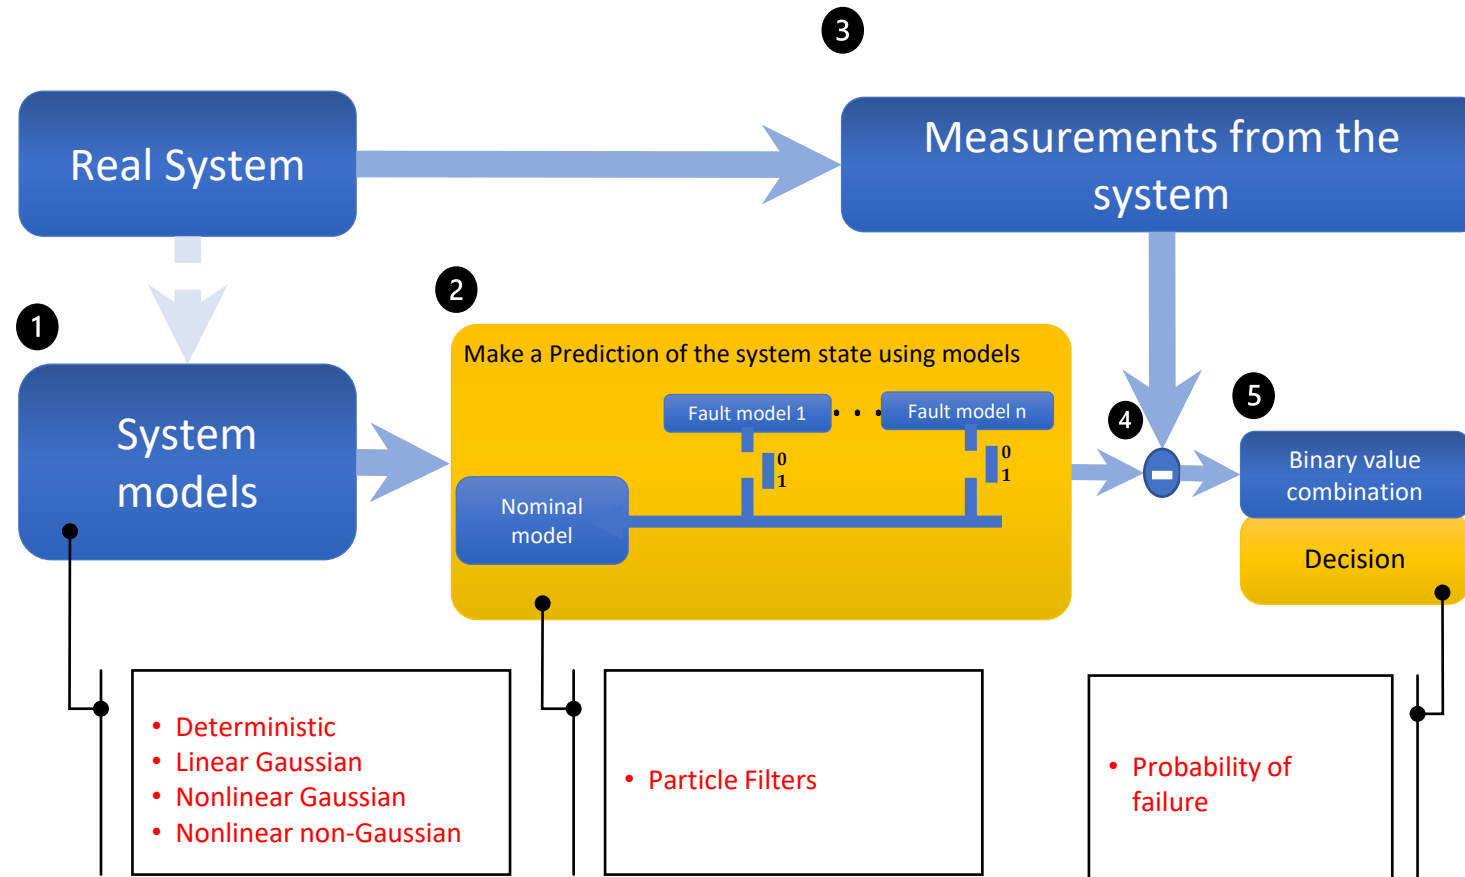 3
Real System
Measurements from the
system
1
2
Make a Prediction of the system state using models
Fault model 1
• • •
Fault model n
0
1
0
1
4
5
System
models
Nominal
model
-
Binary value
combination
Decision
• Deterministic
• Linear Gaussian
• Nonlinear Gaussian
• Nonlinear non-Gaussian
• Particle Filters
• Probability of
failure